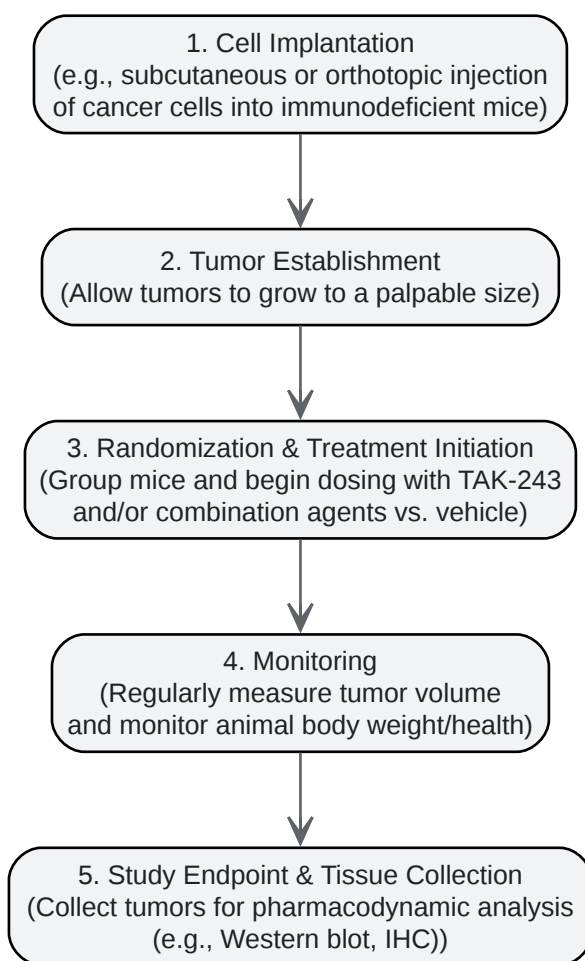 1. Cell Implantation
(e.g., subcutaneous or orthotopic injection
of cancer cells into immunodeficient mice)
2. Tumor Establishment
(Allow tumors to grow to a palpable size)
3. Randomization & Treatment Initiation
(Group mice and begin dosing with TAK-243
and/or combination agents vs. vehicle)
4. Monitoring
(Regularly measure tumor volume
and monitor animal body weight/health)
5. Study Endpoint & Tissue Collection
(Collect tumors for pharmacodynamic analysis
(e.g., Western blot, IHC))